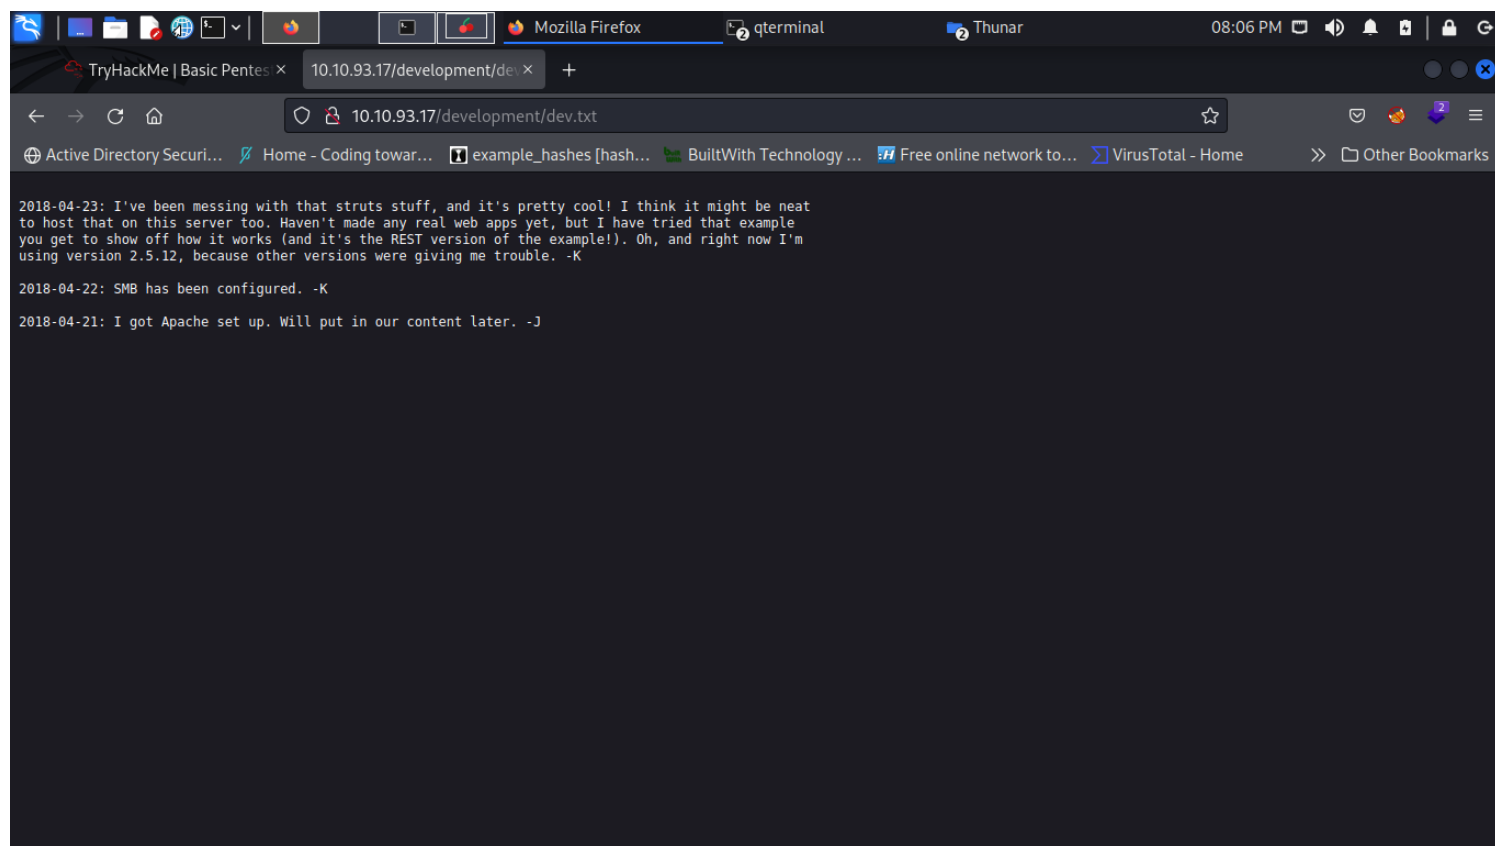 Mozilla Firefox
2 qterminal
2 Thunar
08:06 PM
TryHackMe | Basic Pentes
10.10.93.17/development/dev
10.10.93.17/development/dev.txt
2
Active Directory Securi...
Home - Coding towar...
example_hashes [hash...
BuiltWith Technology ...
:H Free online network to...
VirusTotal - Home
Other Bookmarks
2018-04-23: I've been messing with that struts stuff, and it's pretty cool! I think it might be neat
to host that on this server too. Haven't made any real web apps yet, but I have tried that example
you get to show off how it works (and it's the REST version of the example!). Oh, and right now I'm
using version 2.5.12, because other versions were giving me trouble. -K
2018-04-22: SMB has been configured. -K
2018-04-21: I got Apache set up. Will put in our content later. -J